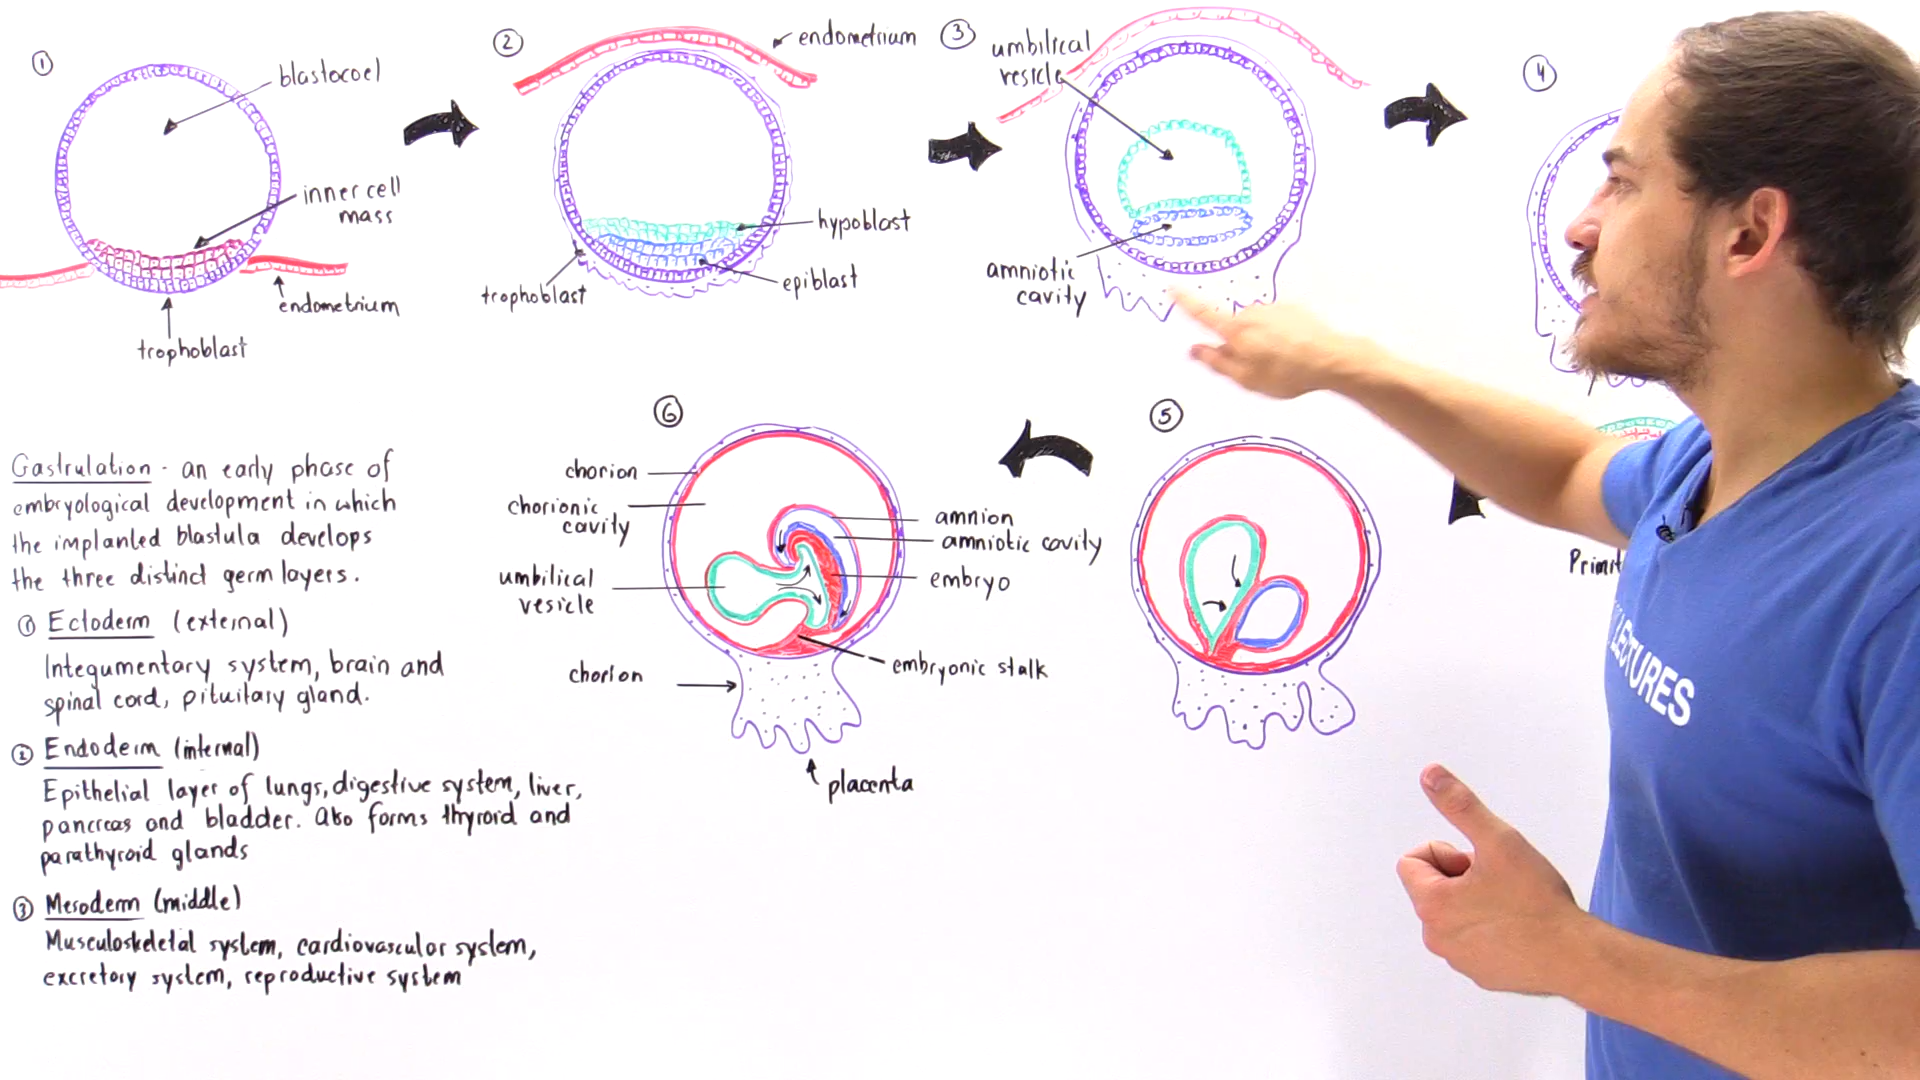 1
blastocoel
inner cell
mass
endometrium
trophoblast
2
endometrium
hypoblast
epiblast
trophoblast
3
umbilical
vesicle
amniotic
cavity
4
Gastrulation - an early phase of
embryological development in which
the implanted blastula develops
the three distinct germ layers.
1 Ectoderm (external)
Integumentary system, brain and
spinal cord, pituitary gland.
2 Endoderm (internal)
Epithelial layer of lungs, digestive system, liver,
pancreas and bladder. Also forms thyroid and
parathyroid glands
3 Mesoderm (middle)
Musculoskeletal system, cardiovascular system,
excretory system, reproductive system
6
chorion
chorionic
cavity
umbilical
vesicle
chorion
amnion
amniotic cavity
embryo
embryonic stalk
placenta
5
Primit
LECTURES